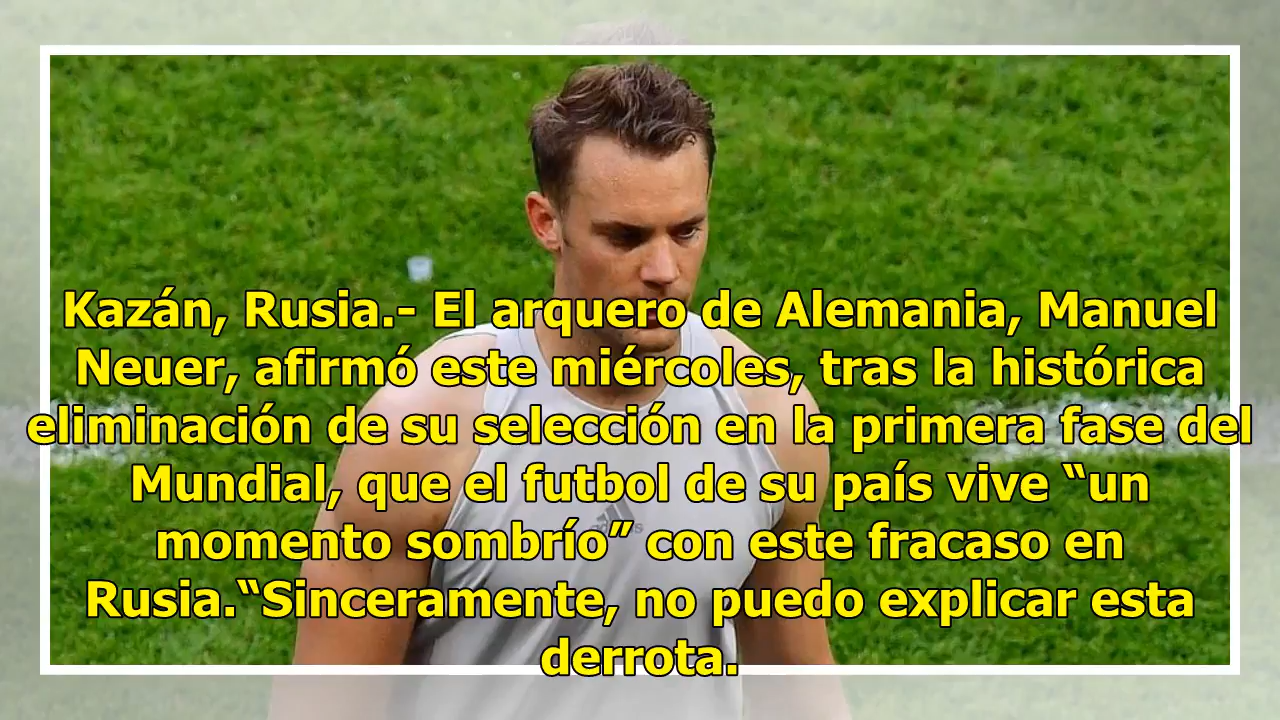 Kazán, Rusia.- El arquero de Alemania, Manuel
Neuer, afirmó este miércoles, tras la histórica
eliminación de su selección en la primera fase del
Mundial, que el futbol de su país vive “un
momento sombrío” con este fracaso en
Rusia.“Sinceramente, no puedo explicar esta
derrota.